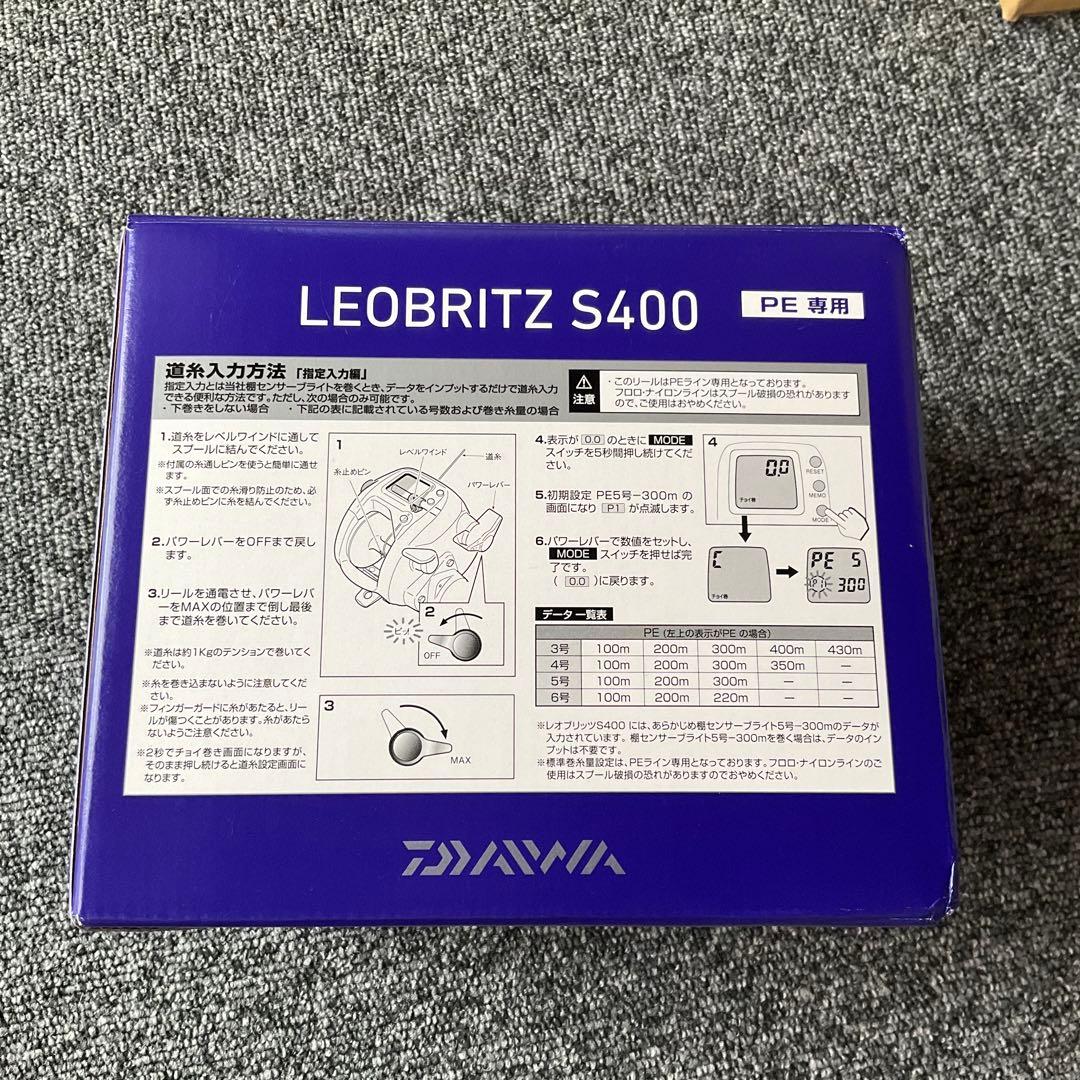 LEOBRITZ S400 PE 専用
道糸入力方法「指定入力編」
指定入力とは当社棚センサーブライトを巻くとき、データをインプットするだけで道糸入力
できる便利な方法です。ただし、次の場合のみ可能です。
・下巻きをしない場合 ・下記の表に記載されている号数および巻き糸量の場合
注意
・このリールはPEライン専用となっております。
フロロ・ナイロンラインはスプール破損の恐れがあります
ので、ご使用はおやめください。
1.道糸をレベルワインドに通して
スプールに結んでください。
※付属の糸通しピンを使うと簡単に通せ
ます。
※スプール面での糸滑り防止のため、必
ず糸止めピンに糸を結んでください。
2.パワーレバーをOFFまで戻し
ます。
3.リールを通電させ、パワーレバ
ーをMAXの位置まで倒し最後
まで道糸を巻いてください。
※道糸は約1Kgのテンションで巻いてく
ださい。
※糸を巻き込まないように注意してくだ
さい。
※フィンガーガードに糸があたると、リー
ルが傷つくことがあります。糸があたら
ないようご注意ください。
※2秒でチョイ巻き画面になりますが、
そのまま押し続けると道糸設定画面に
なります。
1
レベルワインド
道糸
糸止めピン
パワーレバー
2
ピッ
OFF
3
MAX
4.表示が 0.0 のときに MODE
スイッチを5秒間押し続けてくだ
さい。
5.初期設定 PE5号−300m の
画面になり P1 が点滅します。
6.パワーレバーで数値をセットし、
MODE スイッチを押せば完
了です。
( 0.0 )に戻ります。
4
0.0
チョイ巻
RESET
MEMO
MODE
C
チョイ巻
PE 5
P1 300
データ一覧表
PE (左上の表示がPE の場合)
3号 100m 200m 300m 400m 430m
4号 100m 200m 300m 350m −
5号 100m 200m 300m − −
6号 100m 200m 220m − −
※レオブリッツS400 には、あらかじめ棚センサーブライト5号−300mのデータが
入力されています。棚センサーブライト5号−300mを巻く場合は、データのイン
プットは不要です。
※標準巻糸量設定は、PEライン専用となっております。フロロ・ナイロンラインのご
使用はスプール破損の恐れがありますのでおやめください。
DAIWA